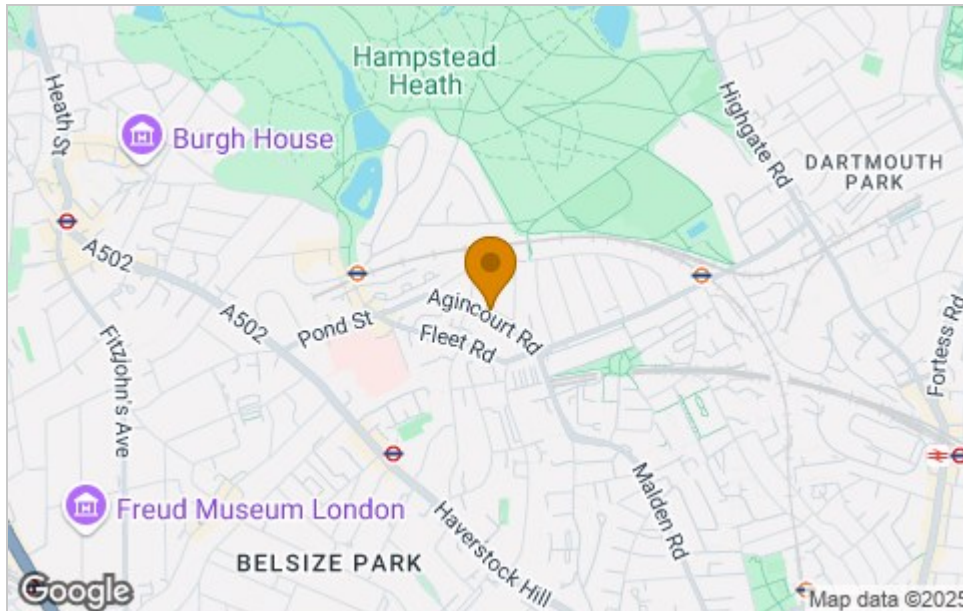 Hampstead
Heath
Heath St
Burgh House
Highgate Rd
DARTMOUTH
PARK
A502
A502
Pond St
Agincourt Rd
Fleet Rd
Fitzjohn's Ave
Fortess Rd
Malden Rd
Freud Museum London
Haverstock Hill
BELSIZE PARK
Google
Map data ©2025